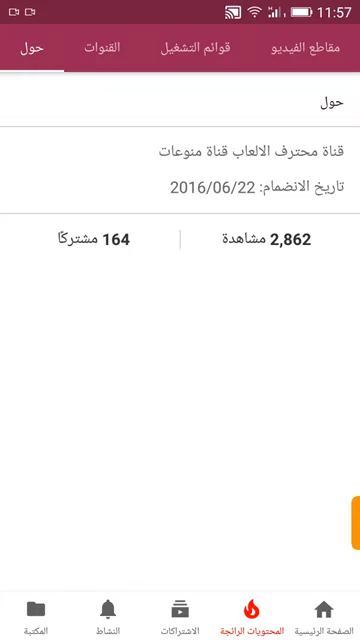 11:57
مقاطع الفيديو
قوائم التشغيل
القنوات
حول
حول
قناة محترف الالعاب قناة منوعات
تاريخ الانضمام: 2016/06/22
2,862 مشاهدة
164 مشتركًا
الصفحة الرئيسية
المحتويات الرائجة
الاشتراكات
النشاط
المكتبة